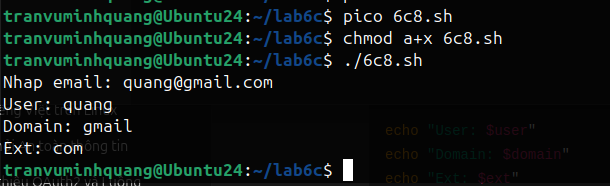 tranvuminhquang@Ubuntu24:~/lab6c$ pico 6c8.sh
tranvuminhquang@Ubuntu24:~/lab6c$ chmod a+x 6c8.sh
tranvuminhquang@Ubuntu24:~/lab6c$ ./6c8.sh
Nhap email: quang@gmail.com
User: quang
Domain: gmail
Ext: com
tranvuminhquang@Ubuntu24:~/lab6c$
echo "User: $user"
echo "Domain: $domain"
echo "Ext: $ext"